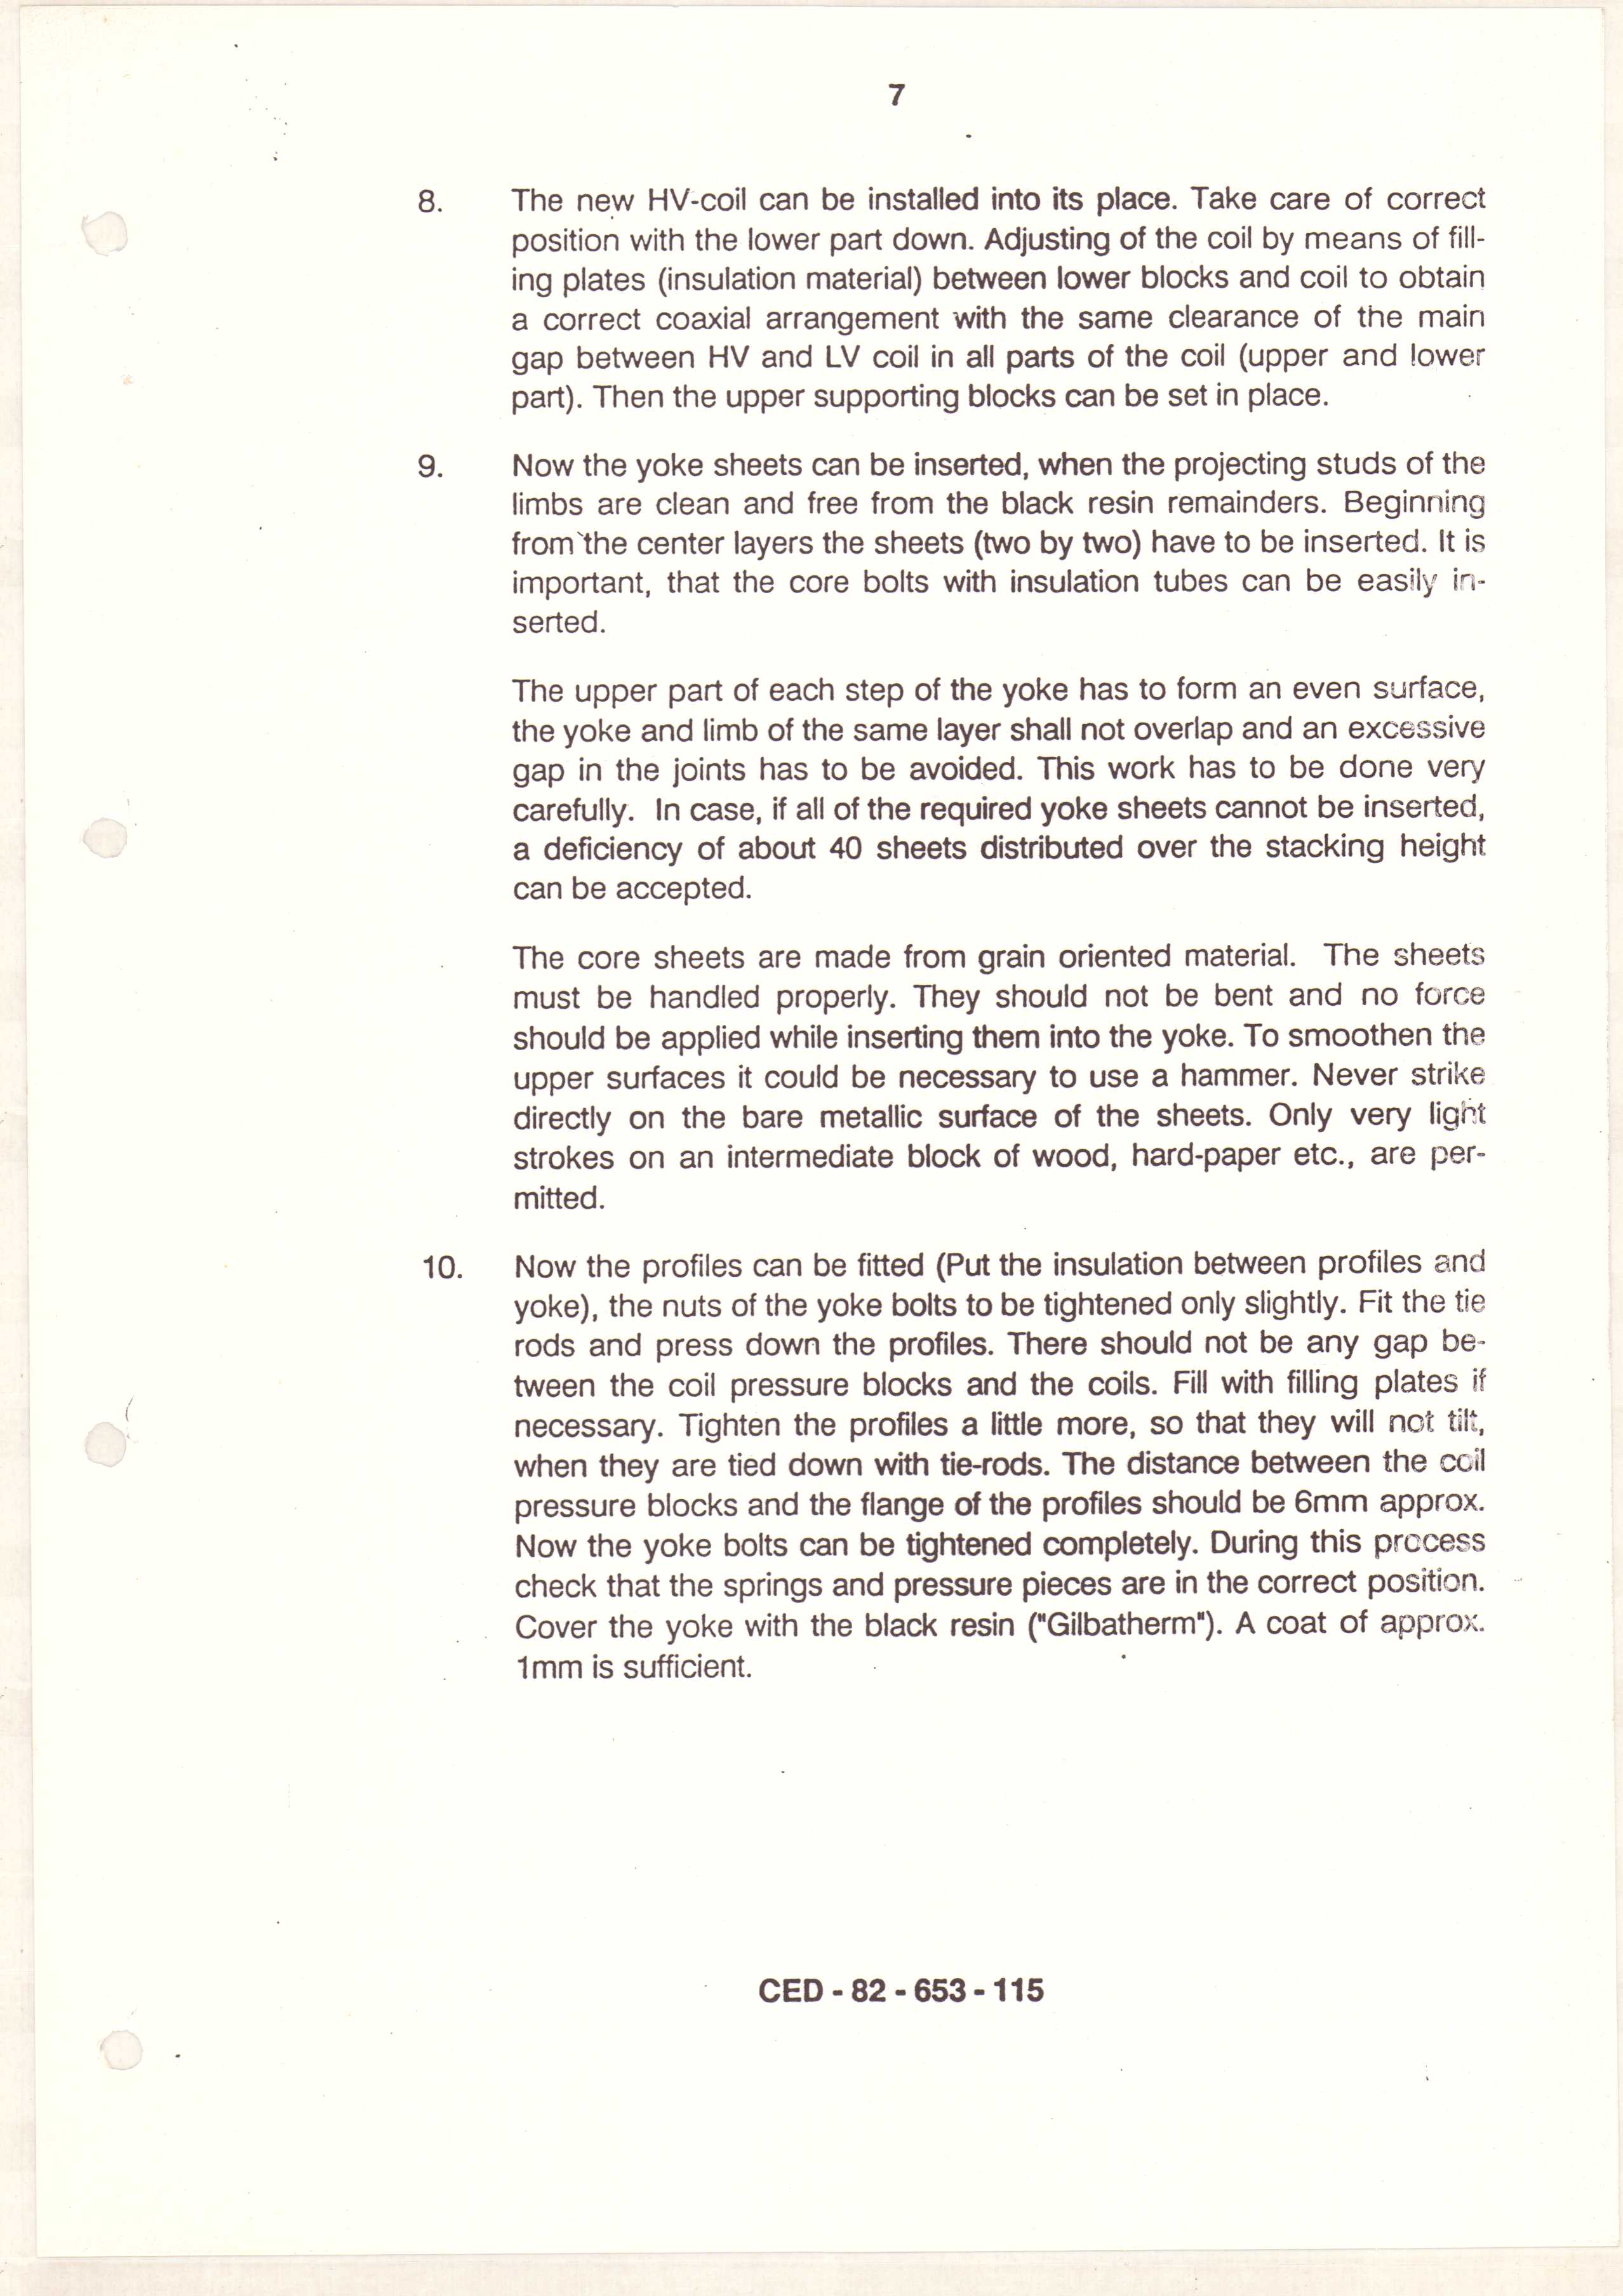 7
8. The new HV-coil can be installed into its place. Take care of correct
position with the lower part down. Adjusting of the coil by means of fill-
ing plates (insulation material) between lower blocks and coil to obtain
a correct coaxial arrangement with the same clearance of the main
gap between HV and LV coil in all parts of the coil (upper and lower
part). Then the upper supporting blocks can be set in place.
9. Now the yoke sheets can be inserted, when the projecting studs of the
limbs are clean and free from the black resin remainders. Beginning
from the center layers the sheets (two by two) have to be inserted. It is
important, that the core bolts with insulation tubes can be easily in-
serted.
The upper part of each step of the yoke has to form an even surface,
the yoke and limb of the same layer shall not overlap and an excessive
gap in the joints has to be avoided. This work has to be done very
carefully. In case, if all of the required yoke sheets cannot be inserted,
a deficiency of about 40 sheets distributed over the stacking height
can be accepted.
The core sheets are made from grain oriented material. The sheets
must be handled properly. They should not be bent and no force
should be applied while inserting them into the yoke. To smoothen the
upper surfaces it could be necessary to use a hammer. Never strike
directly on the bare metallic surface of the sheets. Only very light
strokes on an intermediate block of wood, hard-paper etc., are per-
mitted.
10. Now the profiles can be fitted (Put the insulation between profiles and
yoke), the nuts of the yoke bolts to be tightened only slightly. Fit the tie
rods and press down the profiles. There should not be any gap be-
tween the coil pressure blocks and the coils. Fill with filling plates if
necessary. Tighten the profiles a little more, so that they will not tilt,
when they are tied down with tie-rods. The distance between the coil
pressure blocks and the flange of the profiles should be 6mm approx.
Now the yoke bolts can be tightened completely. During this process
check that the springs and pressure pieces are in the correct position.
Cover the yoke with the black resin ("Gilbatherm"). A coat of approx.
1mm is sufficient.
CED - 82 - 653 - 115